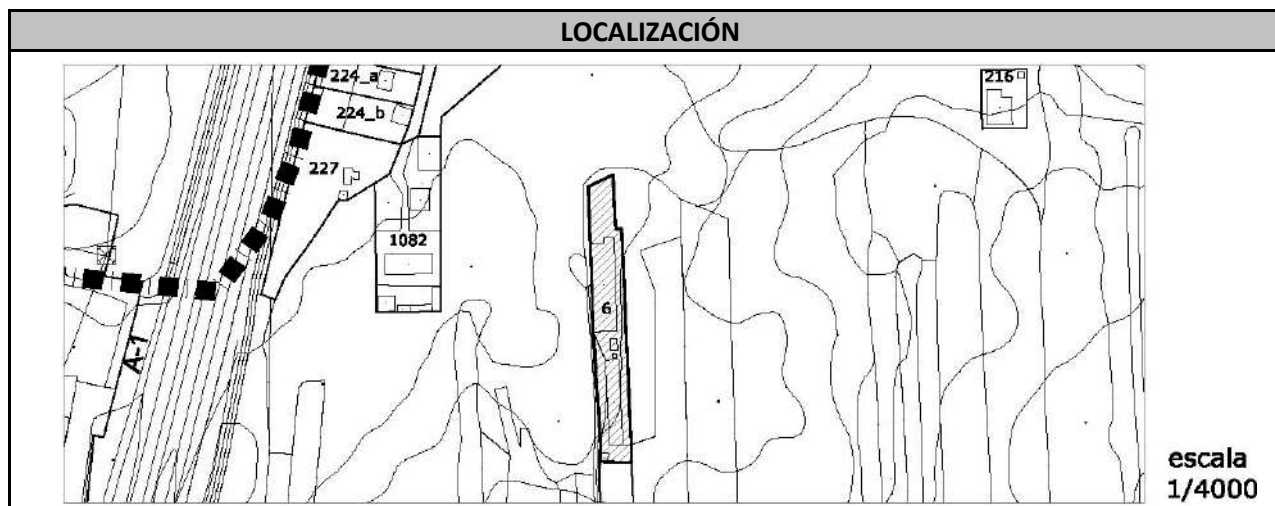 LOCALIZACIÓN
224_a
216
224_b
227
1082
6
A-1
escala
1/4000